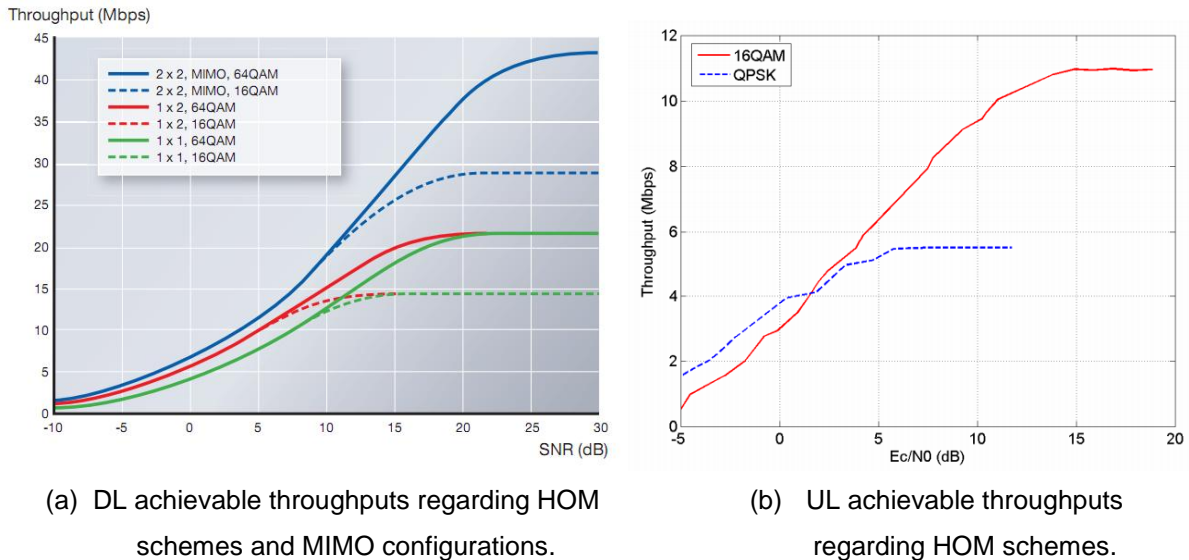 Throughput (Mbps)
45
40
35
30
25
20
15
10
5
0
2 x 2, MIMO, 64QAM
2 x 2, MIMO, 16QAM
1 x 2, 64QAM
1 x 2, 16QAM
1 x 1, 64QAM
1 x 1, 16QAM
-10 -5 0 5 10 15 20 25 30
SNR (dB)
(a) DL achievable throughputs regarding HOM
schemes and MIMO configurations.
Throughput (Mbps)
12
10
8
6
4
2
0
16QAM
QPSK
-5 0 5 10 15 20
Ec/N0 (dB)
(b) UL achievable throughputs
regarding HOM schemes.